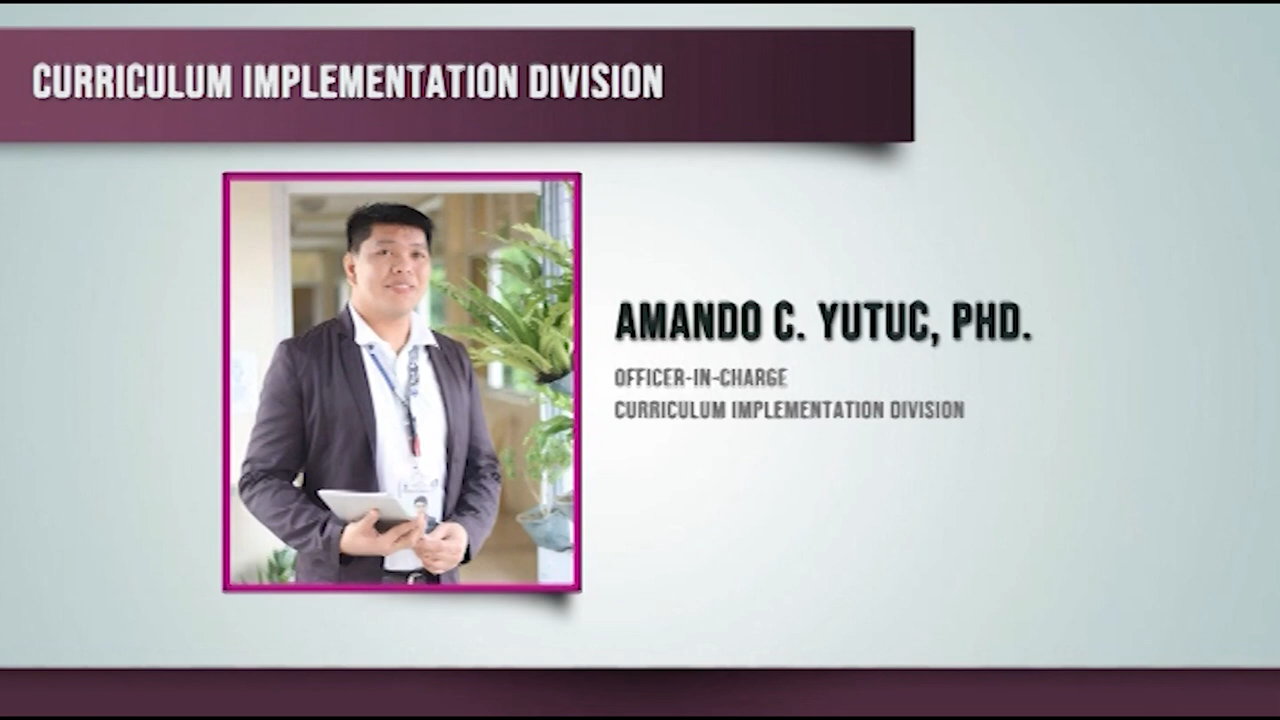 CURRICULUM IMPLEMENTATION DIVISION
AMANDO C. YUTUC, PHD.
OFFICER-IN-CHARGE
CURRICULUM IMPLEMENTATION DIVISION